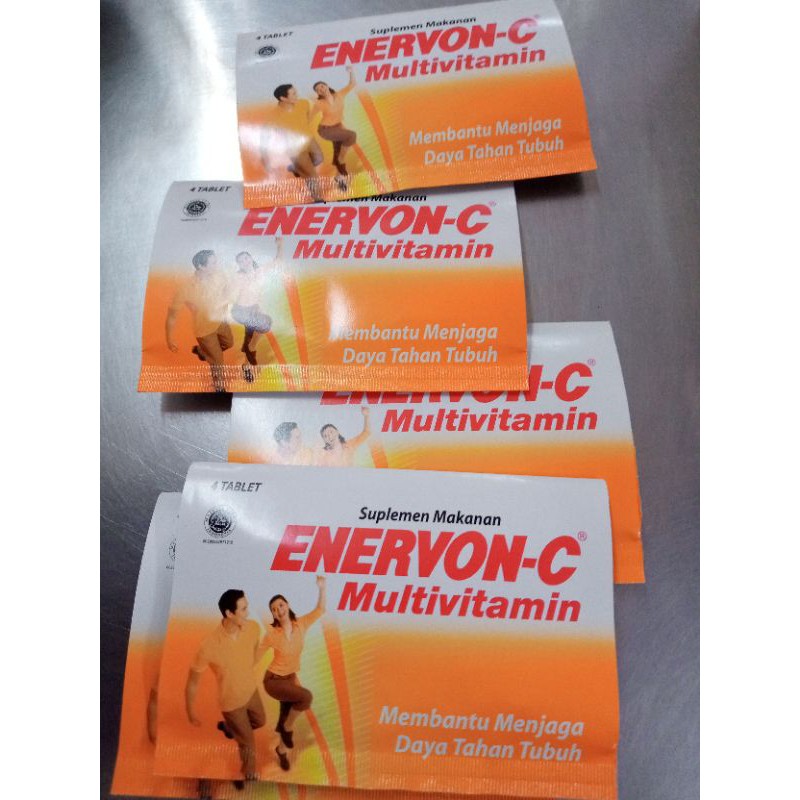 4 TABLET
Suplemen Makanan
ENERVON-C®
Multivitamin
Membantu Menjaga
Daya Tahan Tubuh
4 TABLET
Makanan
ENERVON-C®
Multivitamin
Membantu Menjaga
Daya Tahan Tubuh
ENERVON-C®
Multivitamin
4 TABLET
Suplemen Makanan
ENERVON-C®
Multivitamin
Membantu Menjaga
Daya Tahan Tubuh